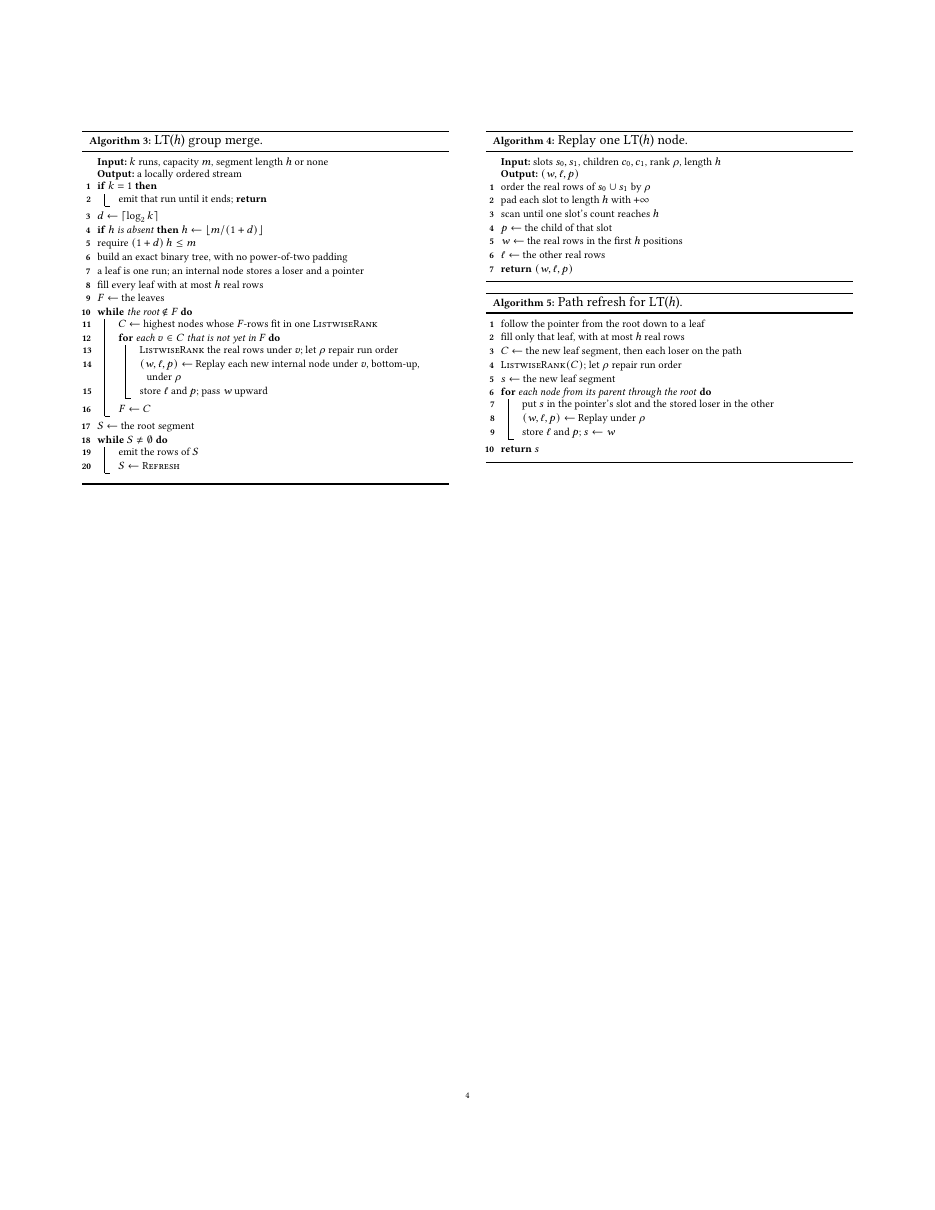 Algorithm 3: LT(h) group merge.
Input: k runs, capacity m, segment length h or none
Output: a locally ordered stream
1 if k = 1 then
2 emit that run until it ends; return
3 d ← ⌈log₂ k⌉
4 if h is absent then h ← ⌊m/(1 + d)⌋
5 require (1 + d) h ≤ m
6 build an exact binary tree, with no power-of-two padding
7 a leaf is one run; an internal node stores a loser and a pointer
8 fill every leaf with at most h real rows
9 F ← the leaves
10 while the root ∉ F do
11 C ← highest nodes whose F-rows fit in one ListwiseRank
12 for each v ∈ C that is not yet in F do
13 ListwiseRank the real rows under v; let ρ repair run order
14 (w, ℓ, p) ← Replay each new internal node under v, bottom-up,
under ρ
15 store ℓ and p; pass w upward
16 F ← C
17 S ← the root segment
18 while S ≠ ∅ do
19 emit the rows of S
20 S ← Refresh
Algorithm 4: Replay one LT(h) node.
Input: slots s₀, s₁, children c₀, c₁, rank ρ, length h
Output: (w, ℓ, p)
1 order the real rows of s₀ ∪ s₁ by ρ
2 pad each slot to length h with +∞
3 scan until one slot's count reaches h
4 p ← the child of that slot
5 w ← the real rows in the first h positions
6 ℓ ← the other real rows
7 return (w, ℓ, p)
Algorithm 5: Path refresh for LT(h).
1 follow the pointer from the root down to a leaf
2 fill only that leaf, with at most h real rows
3 C ← the new leaf segment, then each loser on the path
4 ListwiseRank(C); let ρ repair run order
5 s ← the new leaf segment
6 for each node from its parent through the root do
7 put s in the pointer's slot and the stored loser in the other
8 (w, ℓ, p) ← Replay under ρ
9 store ℓ and p; s ← w
10 return s
4